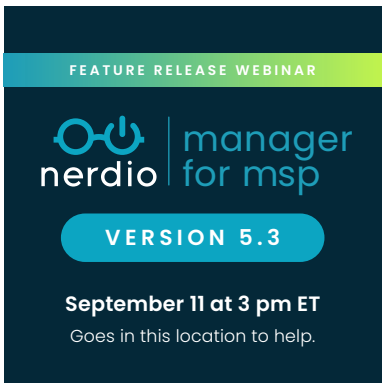 FEATURE RELEASE WEBINAR
nerdio
manager
for msp
VERSION 5.3
September 11 at 3 pm ET
Goes in this location to help.